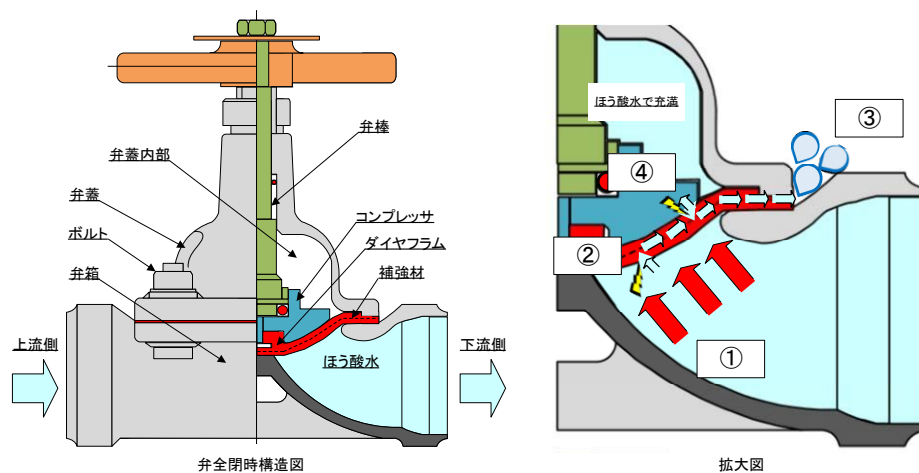 弁棒
弁蓋内部
弁蓋
ボルト
弁箱
コンプレッサ
ダイヤフラム
補強材
上流側
ほう酸水
下流側
弁全閉時構造図
ほう酸水で充満
③
④
②
①
拡大図